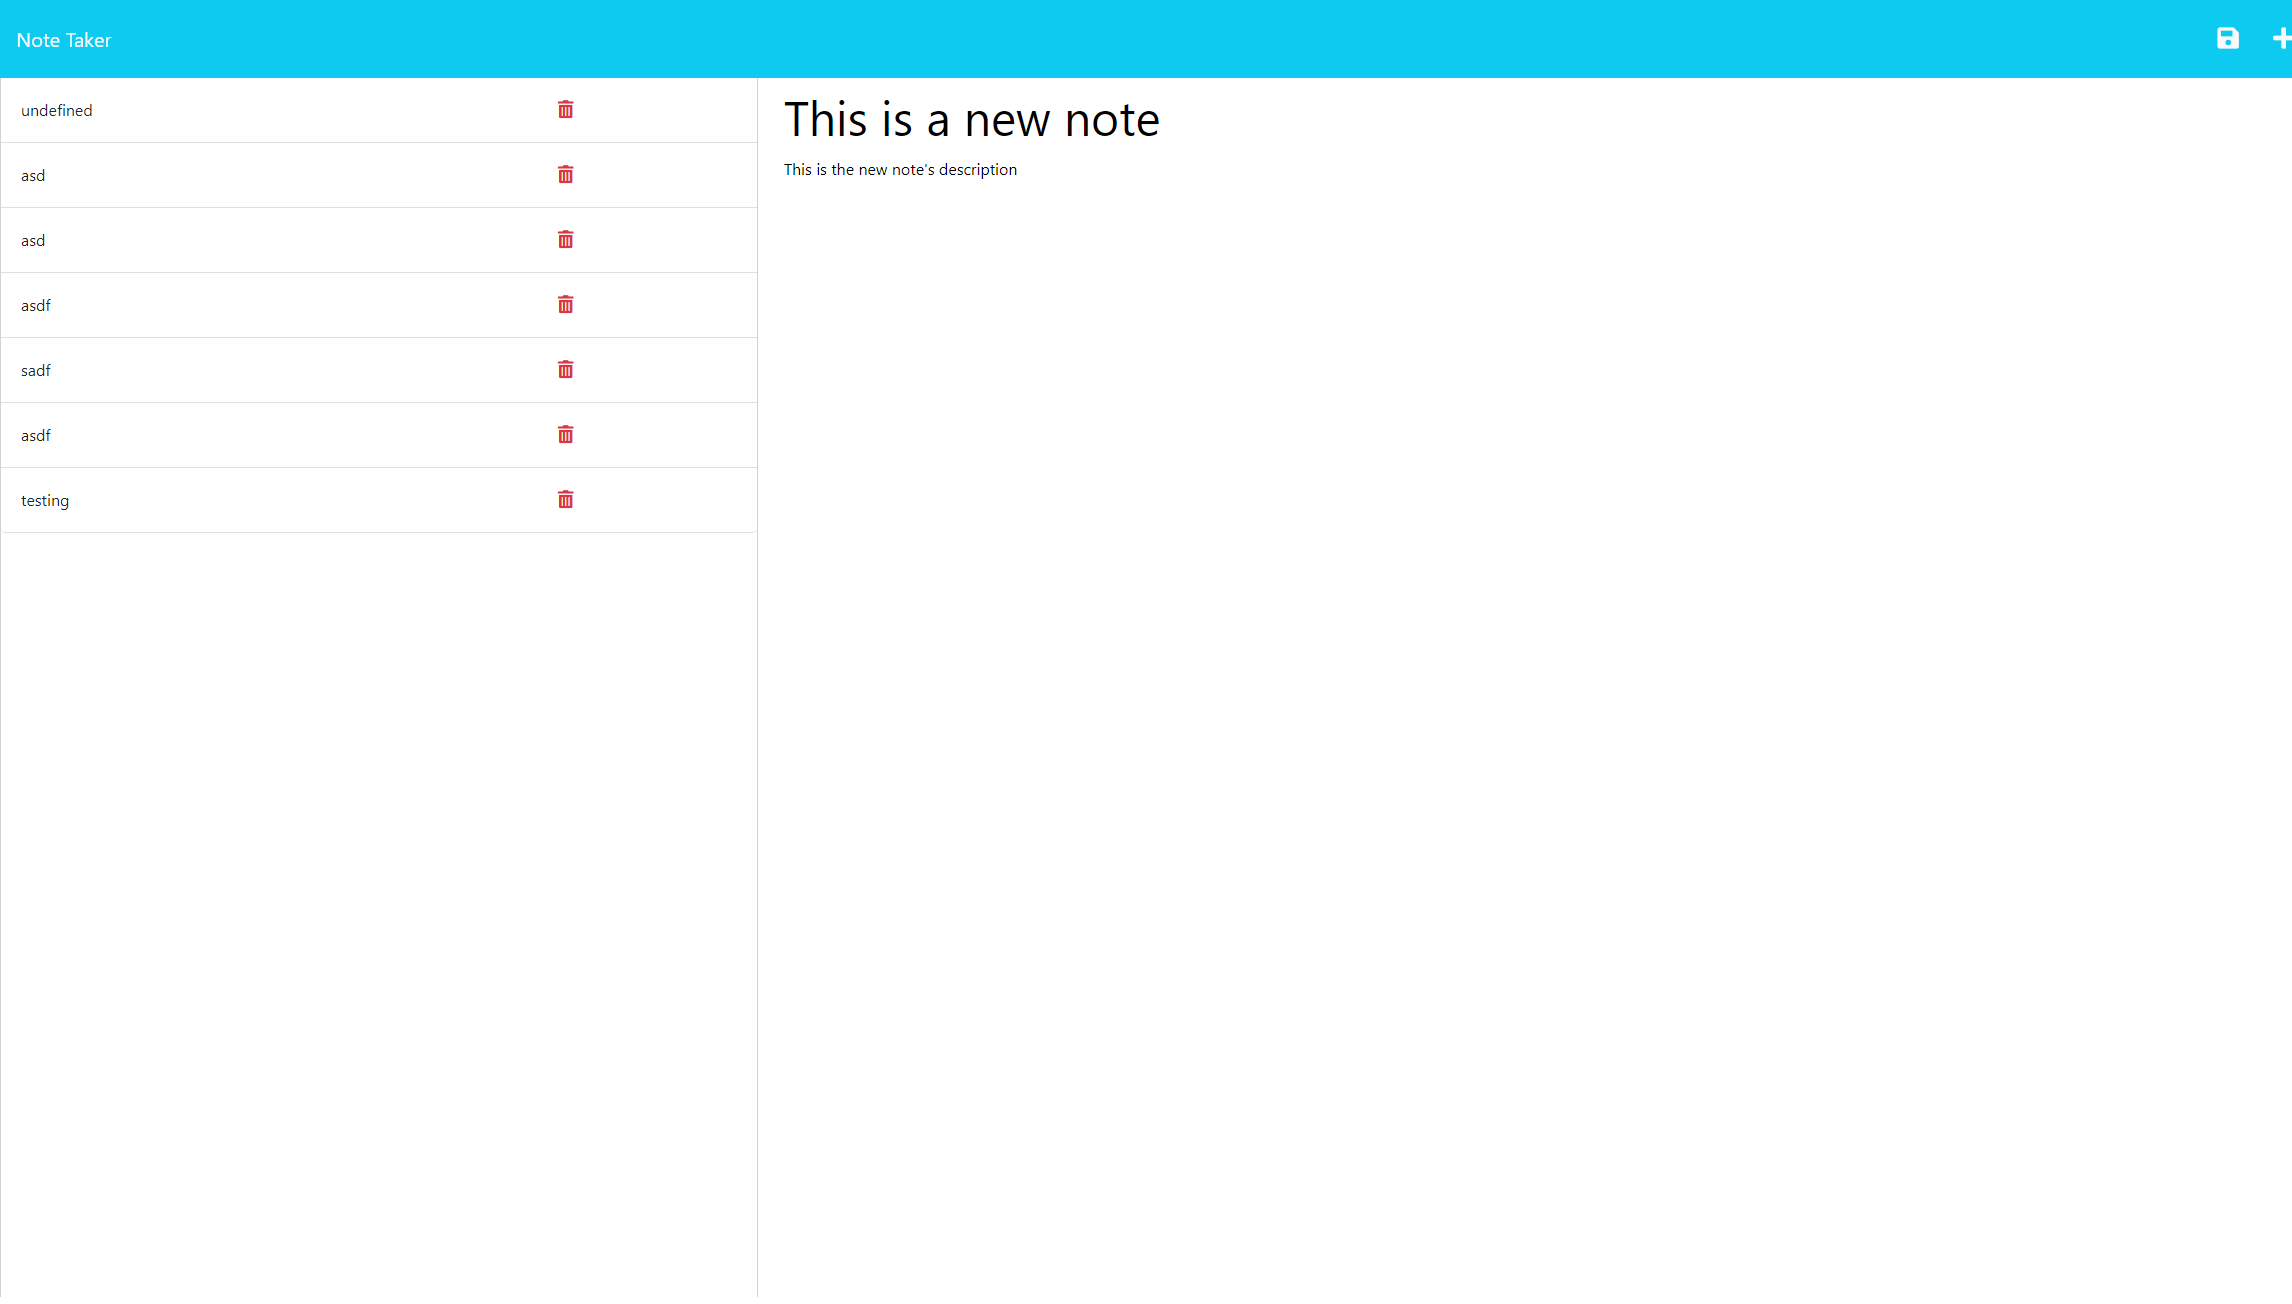 Note Taker
undefined
asd
asd
asdf
sadf
asdf
testing
This is a new note
This is the new note's description